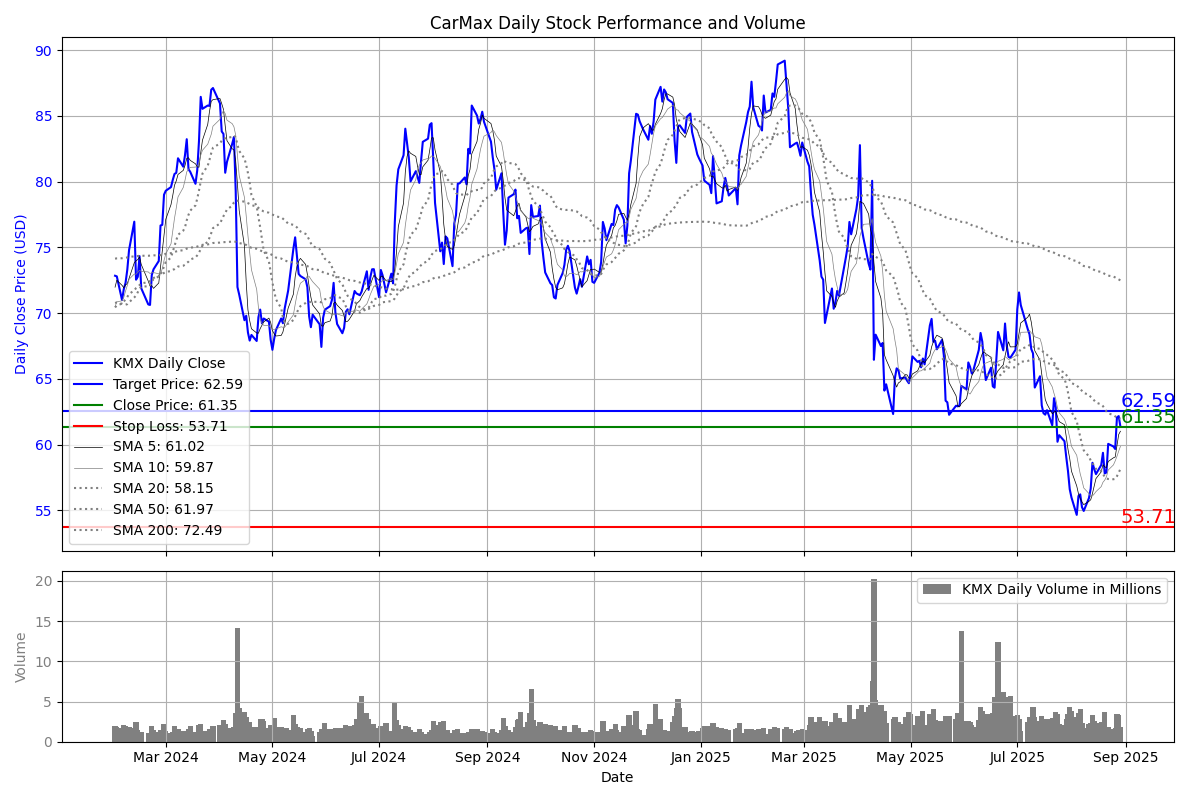 CarMax Daily Stock Performance and Volume
Daily Close Price (USD)
90
85
80
75
70
65
60
55
KMX Daily Close
Target Price: 62.59
Close Price: 61.35
Stop Loss: 53.71
SMA 5: 61.02
SMA 10: 59.87
SMA 20: 58.15
SMA 50: 61.97
SMA 200: 72.49
62.59
61.35
53.71
Volume
20
15
10
5
0
KMX Daily Volume in Millions
Mar 2024 May 2024 Jul 2024 Sep 2024 Nov 2024 Jan 2025 Mar 2025 May 2025 Jul 2025 Sep 2025
Date